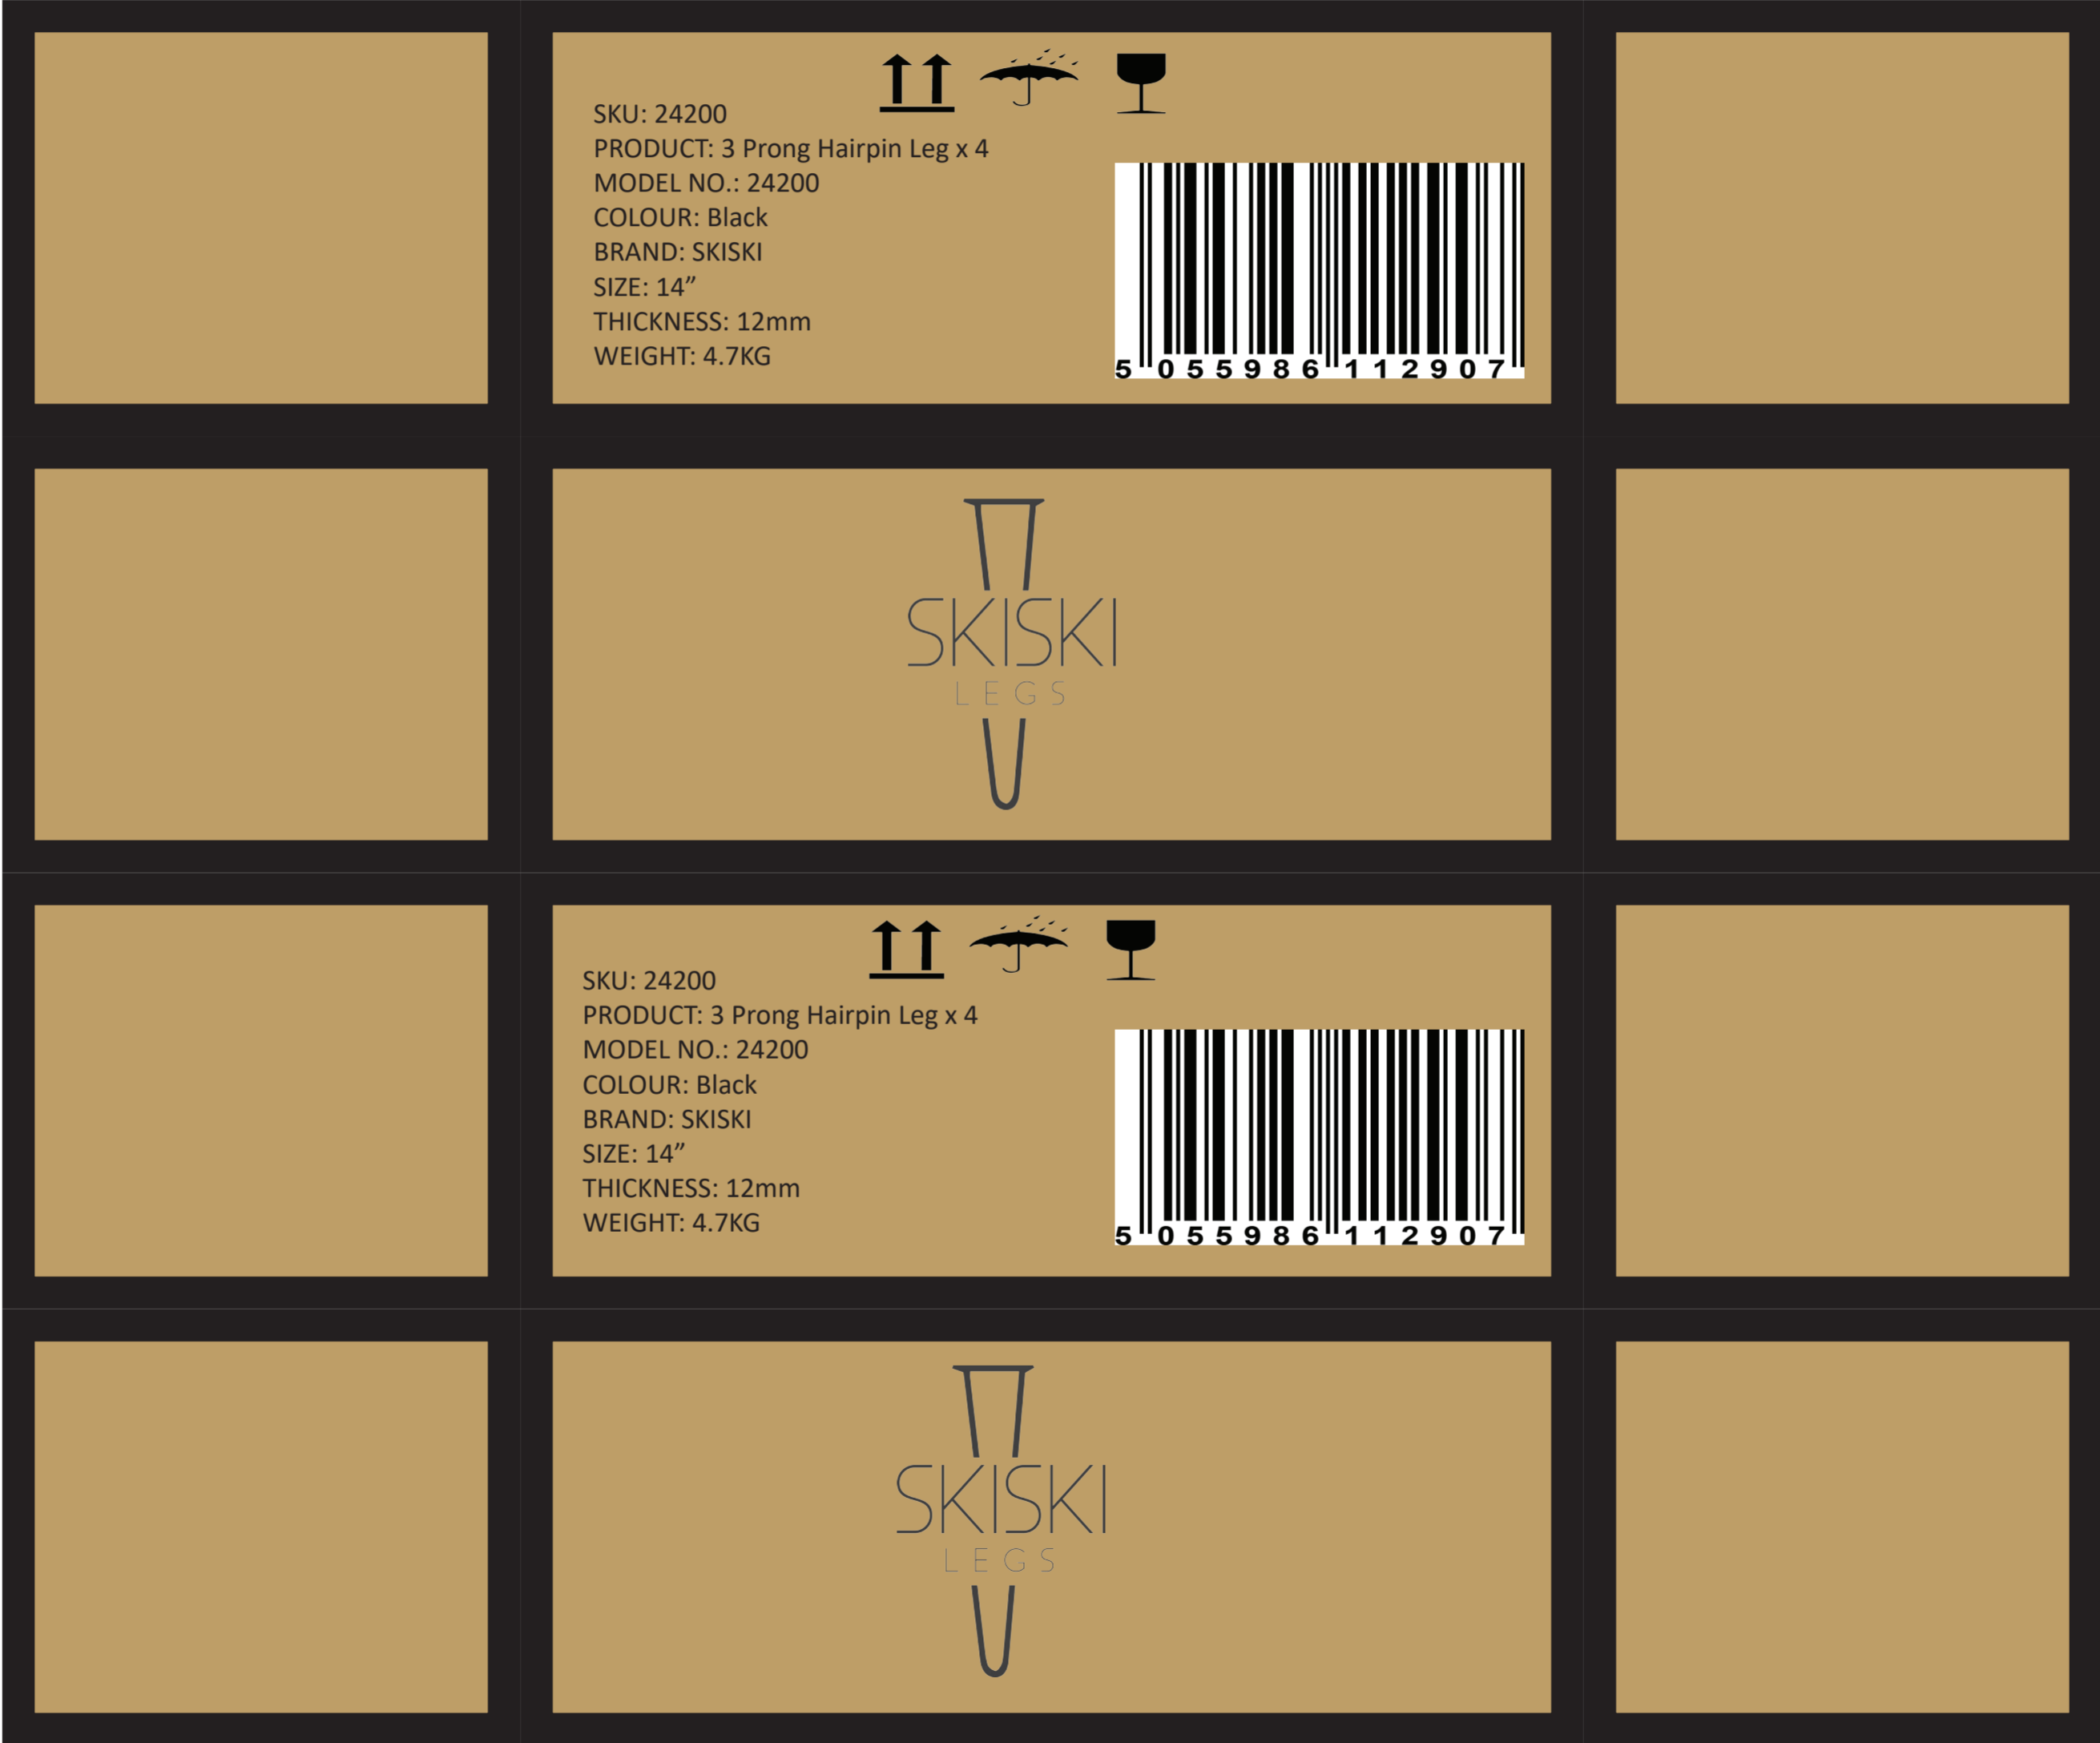 SKU: 24200
PRODUCT: 3 Prong Hairpin Leg x 4
MODEL NO.: 24200
COLOUR: Black
BRAND: SKISKI
SIZE: 14”
THICKNESS: 12mm
WEIGHT: 4.7KG
5 055986 112907
SKISKI
LEGS
SKU: 24200
PRODUCT: 3 Prong Hairpin Leg x 4
MODEL NO.: 24200
COLOUR: Black
BRAND: SKISKI
SIZE: 14”
THICKNESS: 12mm
WEIGHT: 4.7KG
5 055986 112907
SKISKI
LEGS